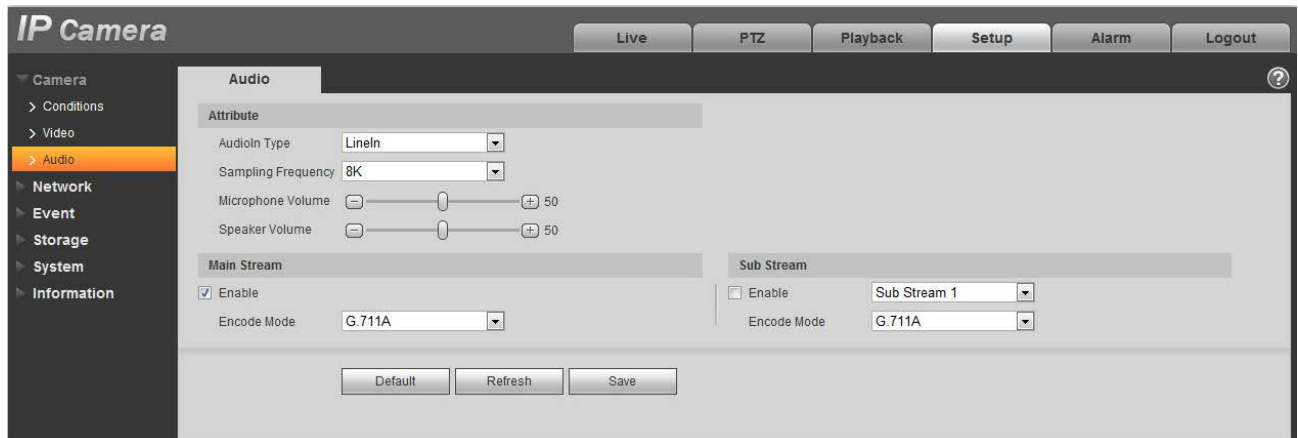 IP Camera
Live
PTZ
Playback
Setup
Alarm
Logout
Camera
Conditions
Video
Audio
Network
Event
Storage
System
Information
Audio
?
Attribute
AudioIn Type LineIn
Sampling Frequency 8K
Microphone Volume 50
Speaker Volume 50
Main Stream
Enable
Encode Mode G.711A
Sub Stream
Enable Sub Stream 1
Encode Mode G.711A
Default
Refresh
Save